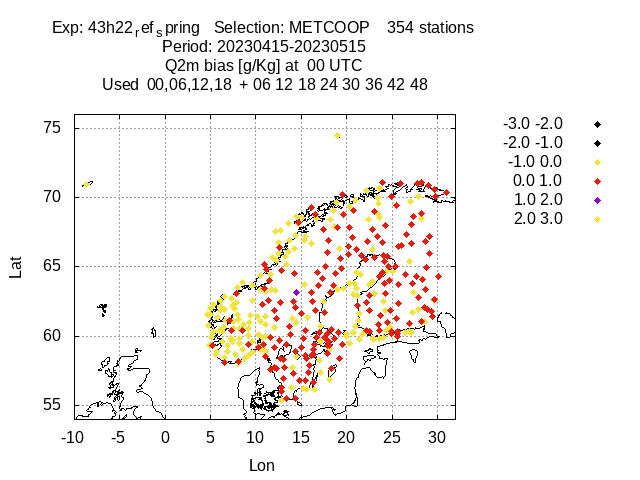 Exp: 43h22refspring Selection: METCOOP 354 stations
Period: 20230415-20230515
Q2m bias [g/Kg] at 00 UTC
Used 00,06,12,18 + 06 12 18 24 30 36 42 48
75
70
65
60
55
Lat
-10 -5 0 5 10 15 20 25 30
Lon
-3.0 -2.0
-2.0 -1.0
-1.0 0.0
0.0 1.0
1.0 2.0
2.0 3.0